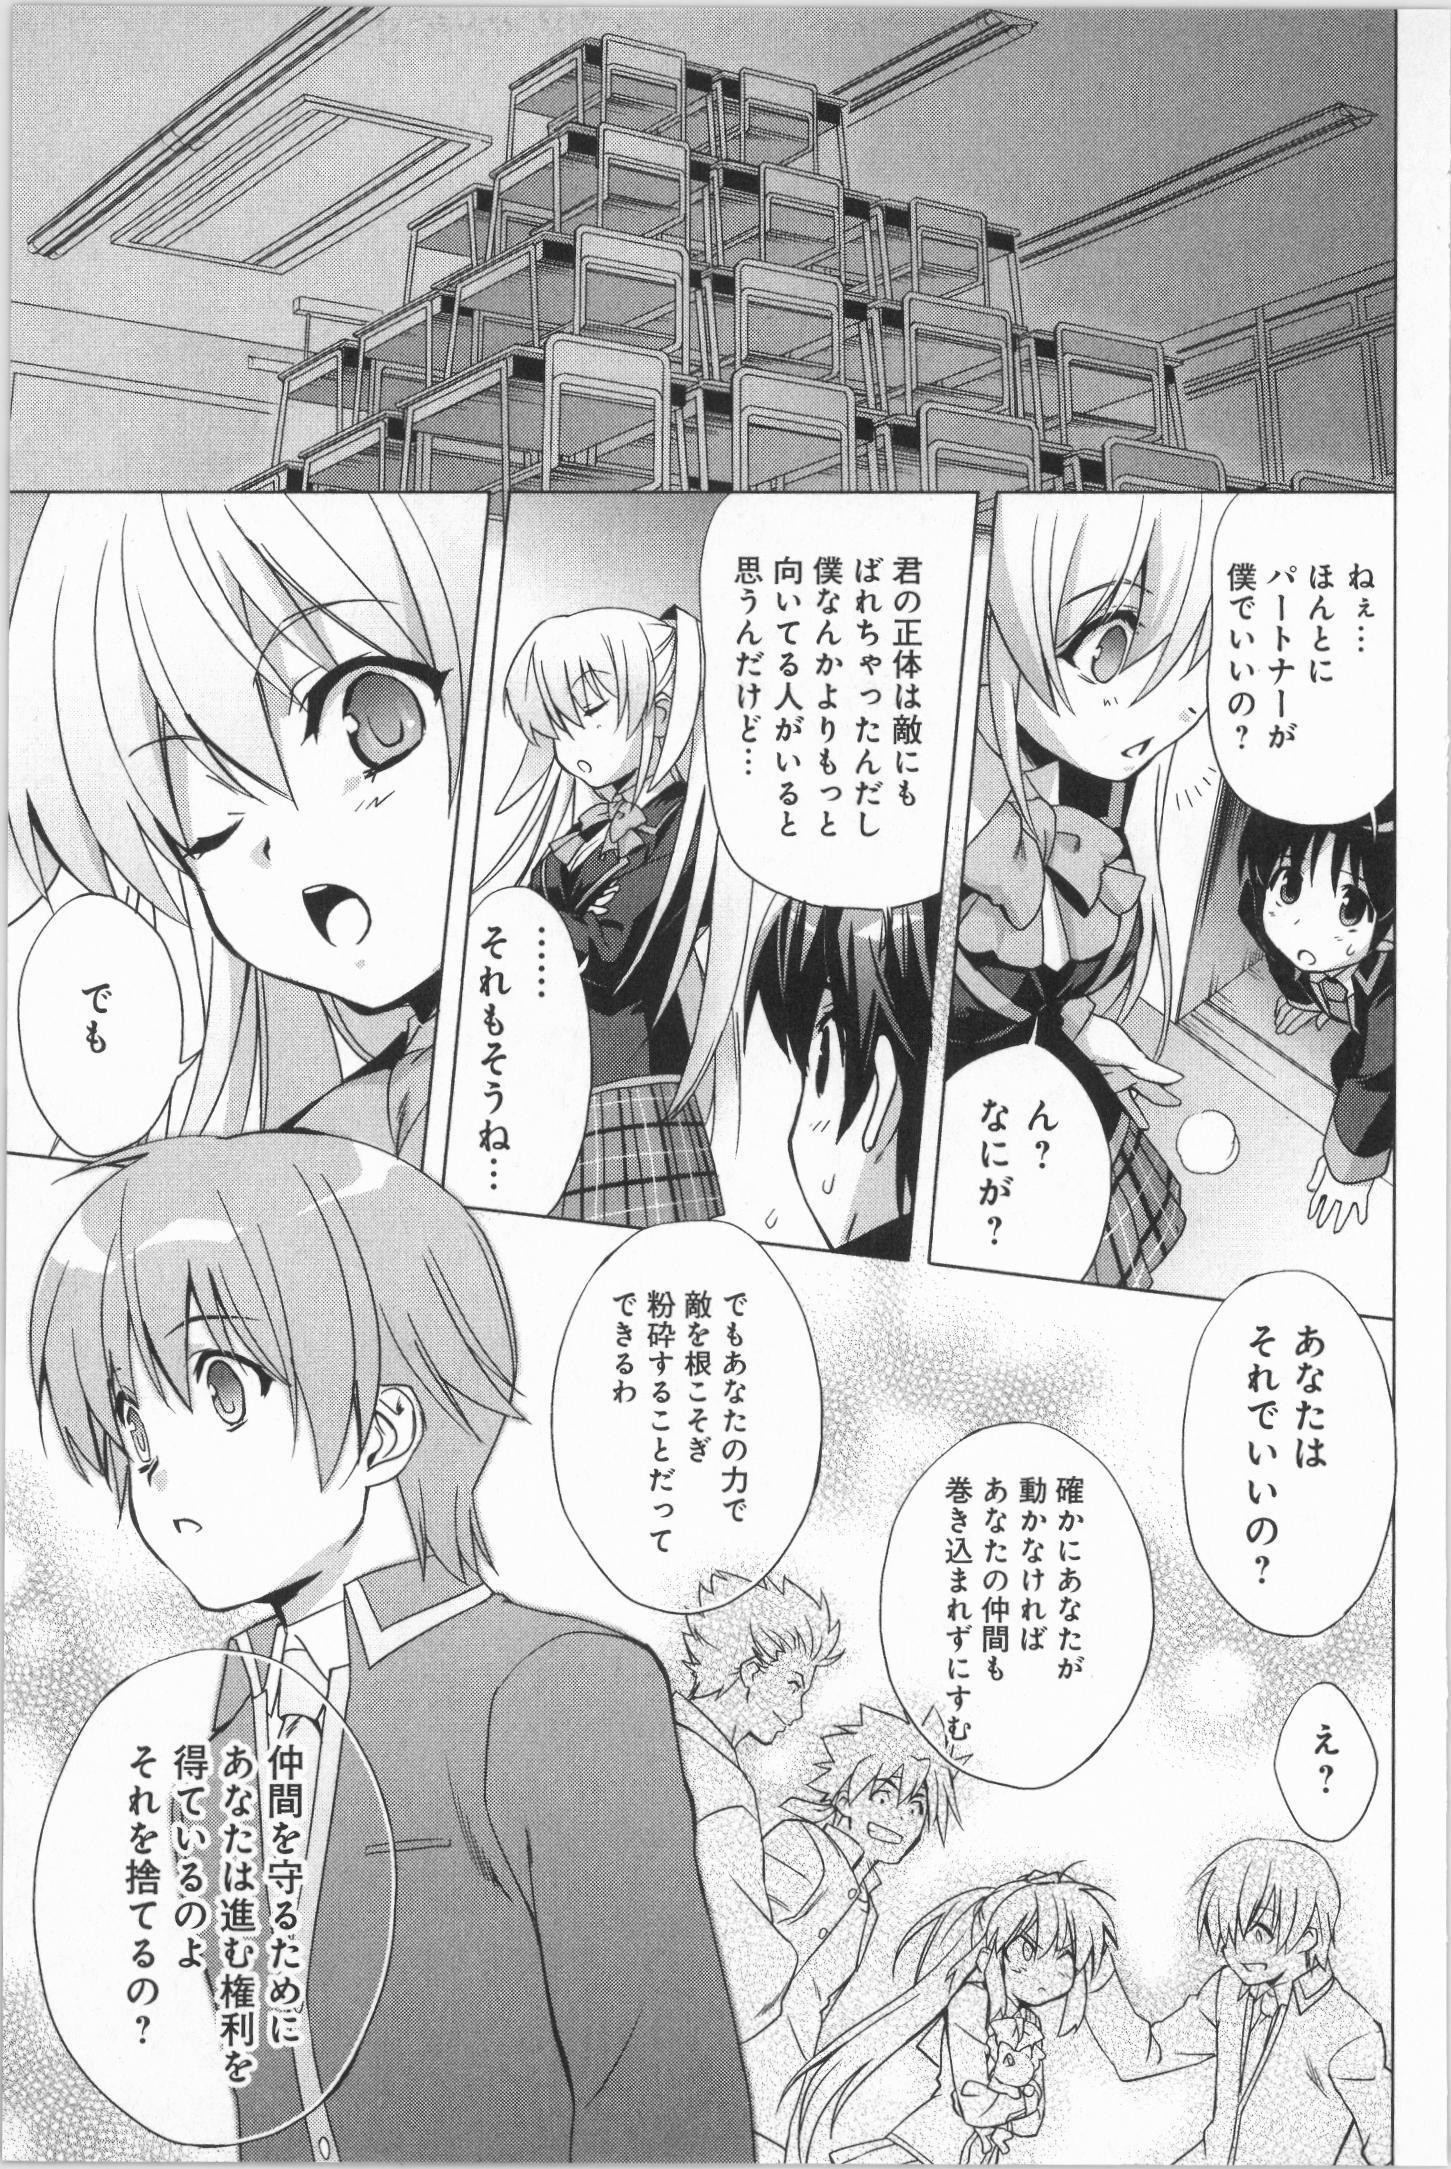 ねぇ…
ほんとに
パートナーが
僕でいいの？
ん？
なにが？
君の正体は敵にも
ばれちゃったんだし
僕なんかよりもっと
向いてる人がいると
思うんだけど…
……
それもそうね…
でも
あなたは
それでいいの？
え？
確かにあなたが
動かなければ
あなたの仲間も
巻き込まれずにすむ
でもあなたの力で
敵を根こそぎ
粉砕することだって
できるわ
仲間を守るために
あなたは進む権利を
得ているのよ
それを捨てるの？